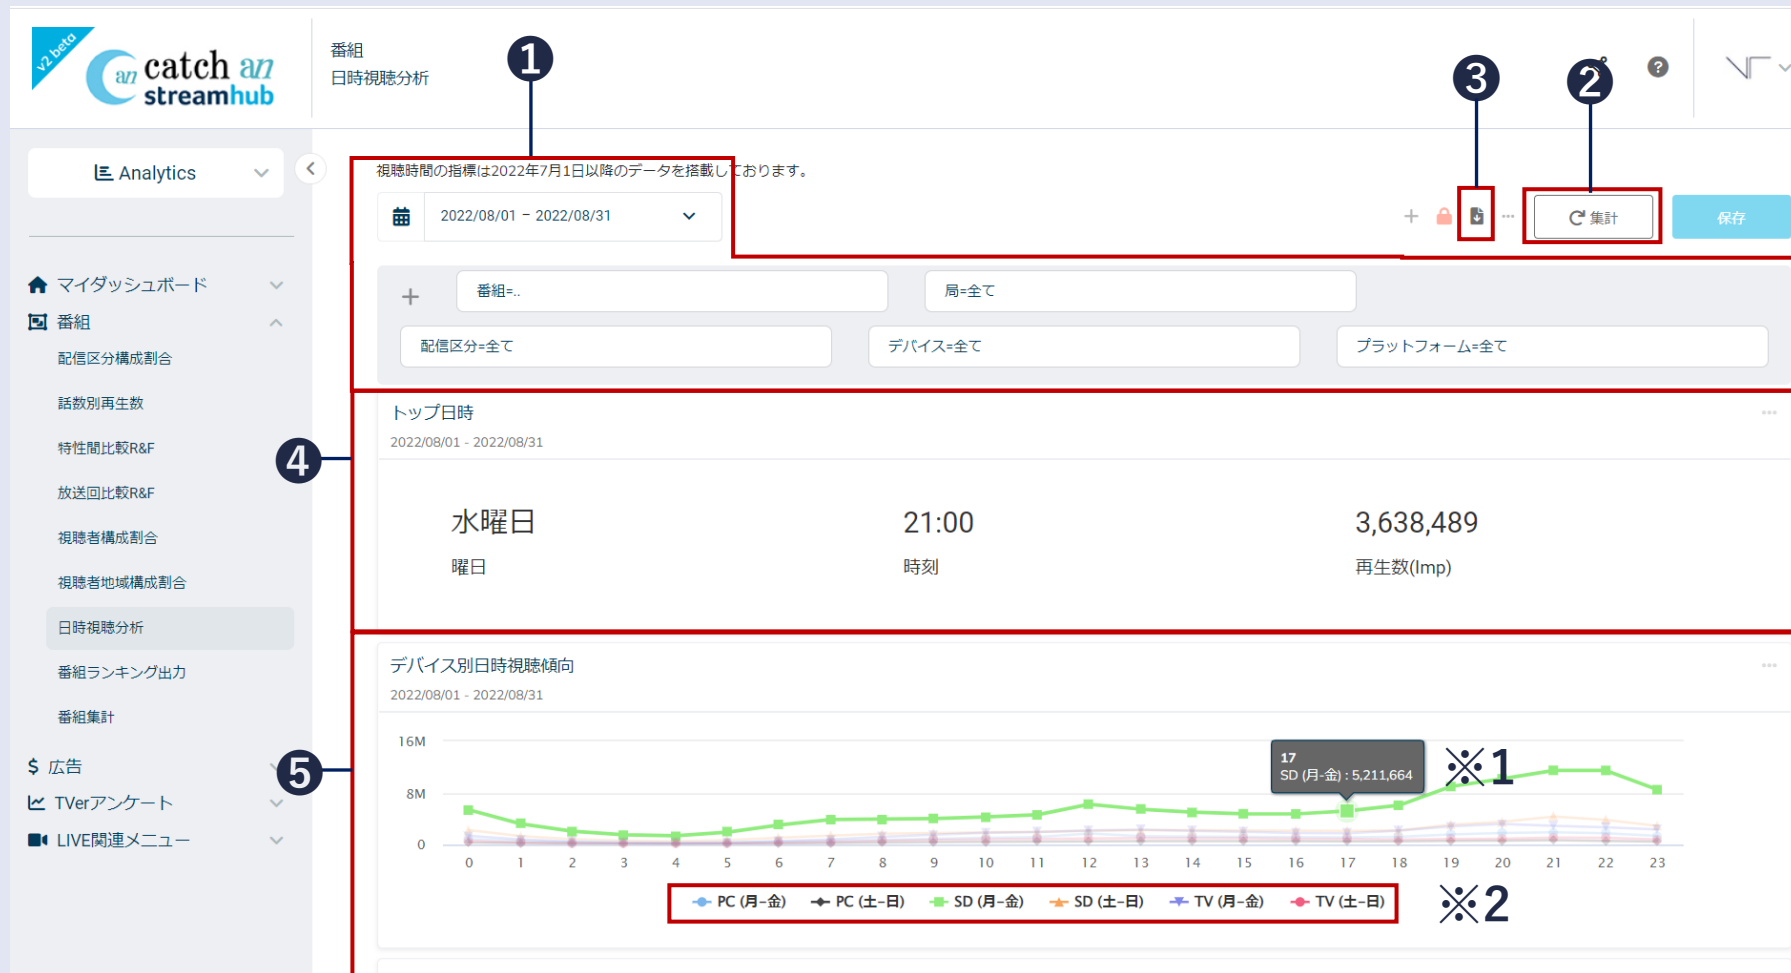 v2 beta
an catch an
streamhub
番組
日時視聴分析
1
3
2
?
Analytics
視聴時間の指標は2022年7月1日以降のデータを搭載しております。
2022/08/01 - 2022/08/31
集計
保存
マイダッシュボード
番組
配信区分構成割合
話数別再生数
特性間比較R&F
放送回比較R&F
視聴者構成割合
視聴者地域構成割合
日時視聴分析
番組ランキング出力
番組集計
$ 広告
TVerアンケート
LIVE関連メニュー
番組=..
局=全て
配信区分=全て
デバイス=全て
プラットフォーム=全て
4
トップ日時
2022/08/01 - 2022/08/31
水曜日
21:00
3,638,489
曜日
時刻
再生数(Imp)
5
デバイス別日時視聴傾向
2022/08/01 - 2022/08/31
16M
8M
0
17
SD (月-金) : 5,211,664
※1
0 1 2 3 4 5 6 7 8 9 10 11 12 13 14 15 16 17 18 19 20 21 22 23
PC (月-金) PC (土-日) SD (月-金) SD (土-日) TV (月-金) TV (土-日)
※2